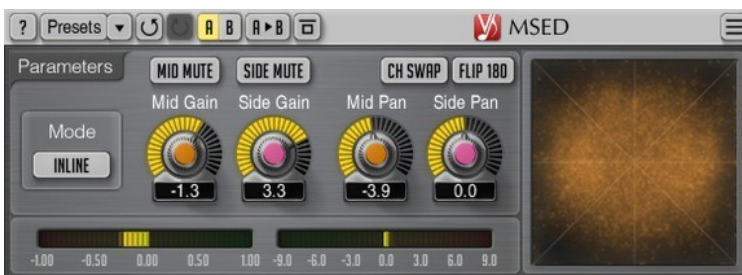 ? Presets A B A▸B MSED
Parameters MID MUTE SIDE MUTE CH SWAP FLIP 180
Mode Mid Gain Side Gain Mid Pan Side Pan
INLINE
-1.3 3.3 -3.9 0.0
-1.00 -0.50 0.00 0.50 1.00 -9.0 -6.0 -3.0 0.0 3.0 6.0 9.0